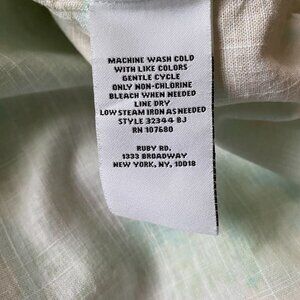 MACHINE WASH COLD
WITH LIKE COLORS
GENTLE CYCLE
ONLY NON-CHLORINE
BLEACH WHEN NEEDED
LINE DRY
LOW STEAM IRON AS NEEDED
STYLE 32344 BJ
RN 107680
RUBY RD.
1333 BROADWAY
NEW YORK, NY, 10018